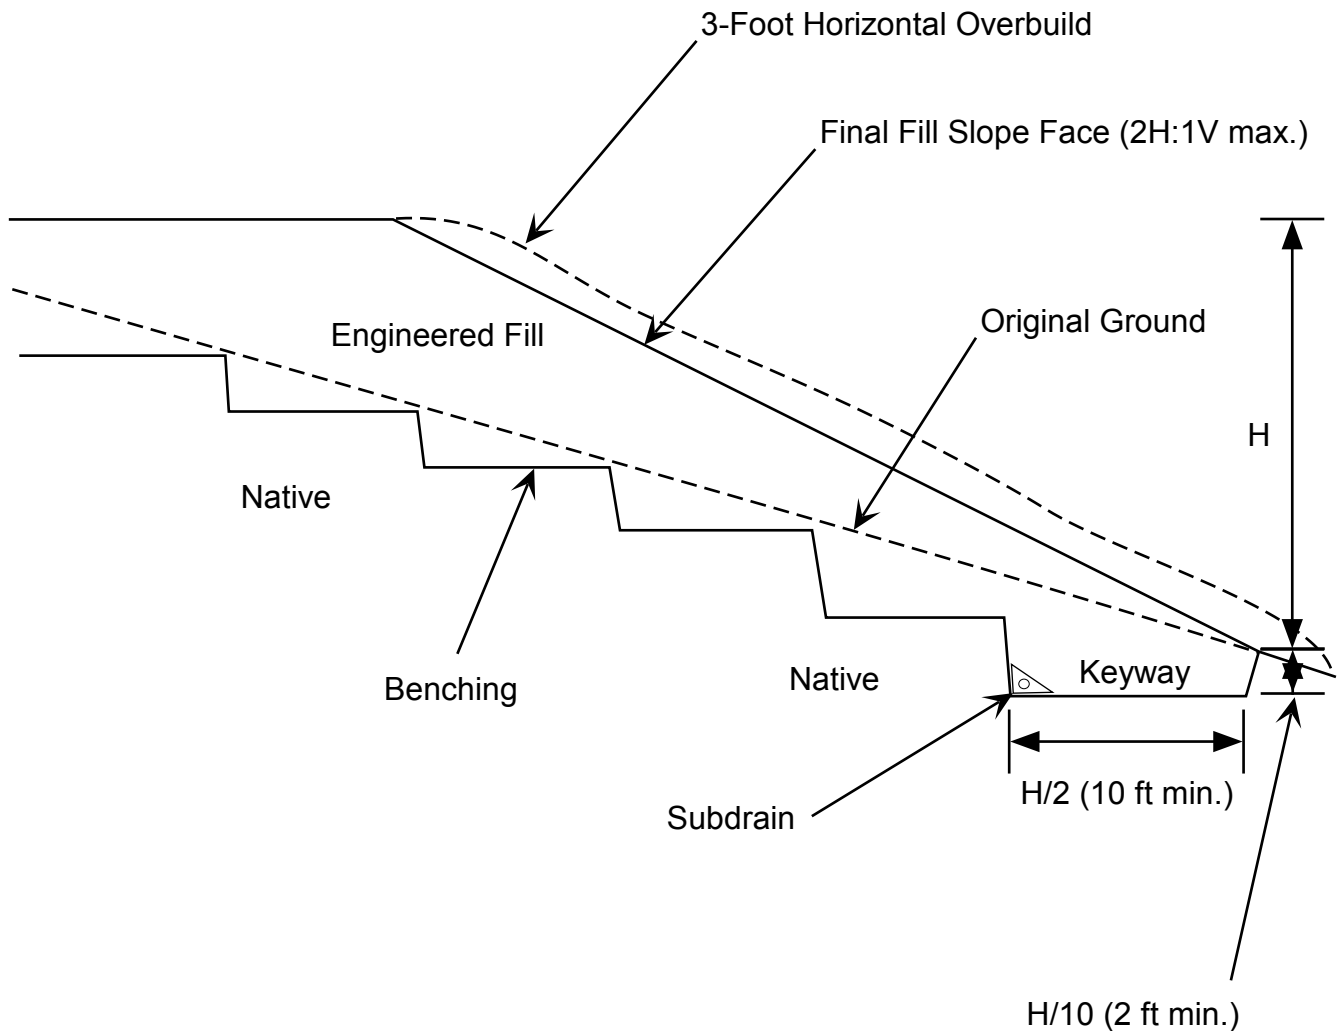 3-Foot Horizontal Overbuild
Final Fill Slope Face (2H:1V max.)
Original Ground
Engineered Fill
H
Native
Benching
Native
Keyway
H/2 (10 ft min.)
Subdrain
H/10 (2 ft min.)